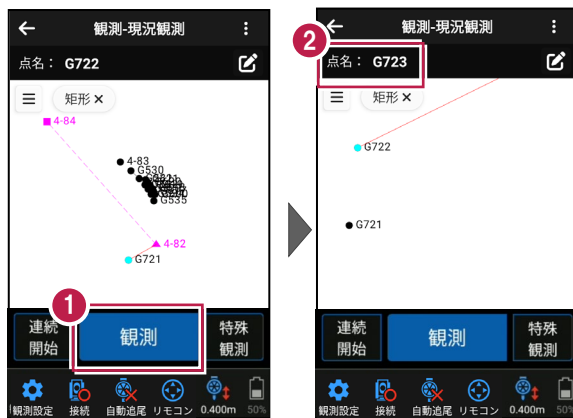 観測-現況観測
点名： G722
矩形 ×
4-84
4-83
G530
G535
4-82
G721
1
連続
開始
観測
特殊
観測
観測設定 接続 自動追尾 リモコン 0.400m 50%
2
観測-現況観測
点名： G723
矩形 ×
G722
G721
連続
開始
観測
特殊
観測
観測設定 接続 自動追尾 リモコン 0.400m 50%